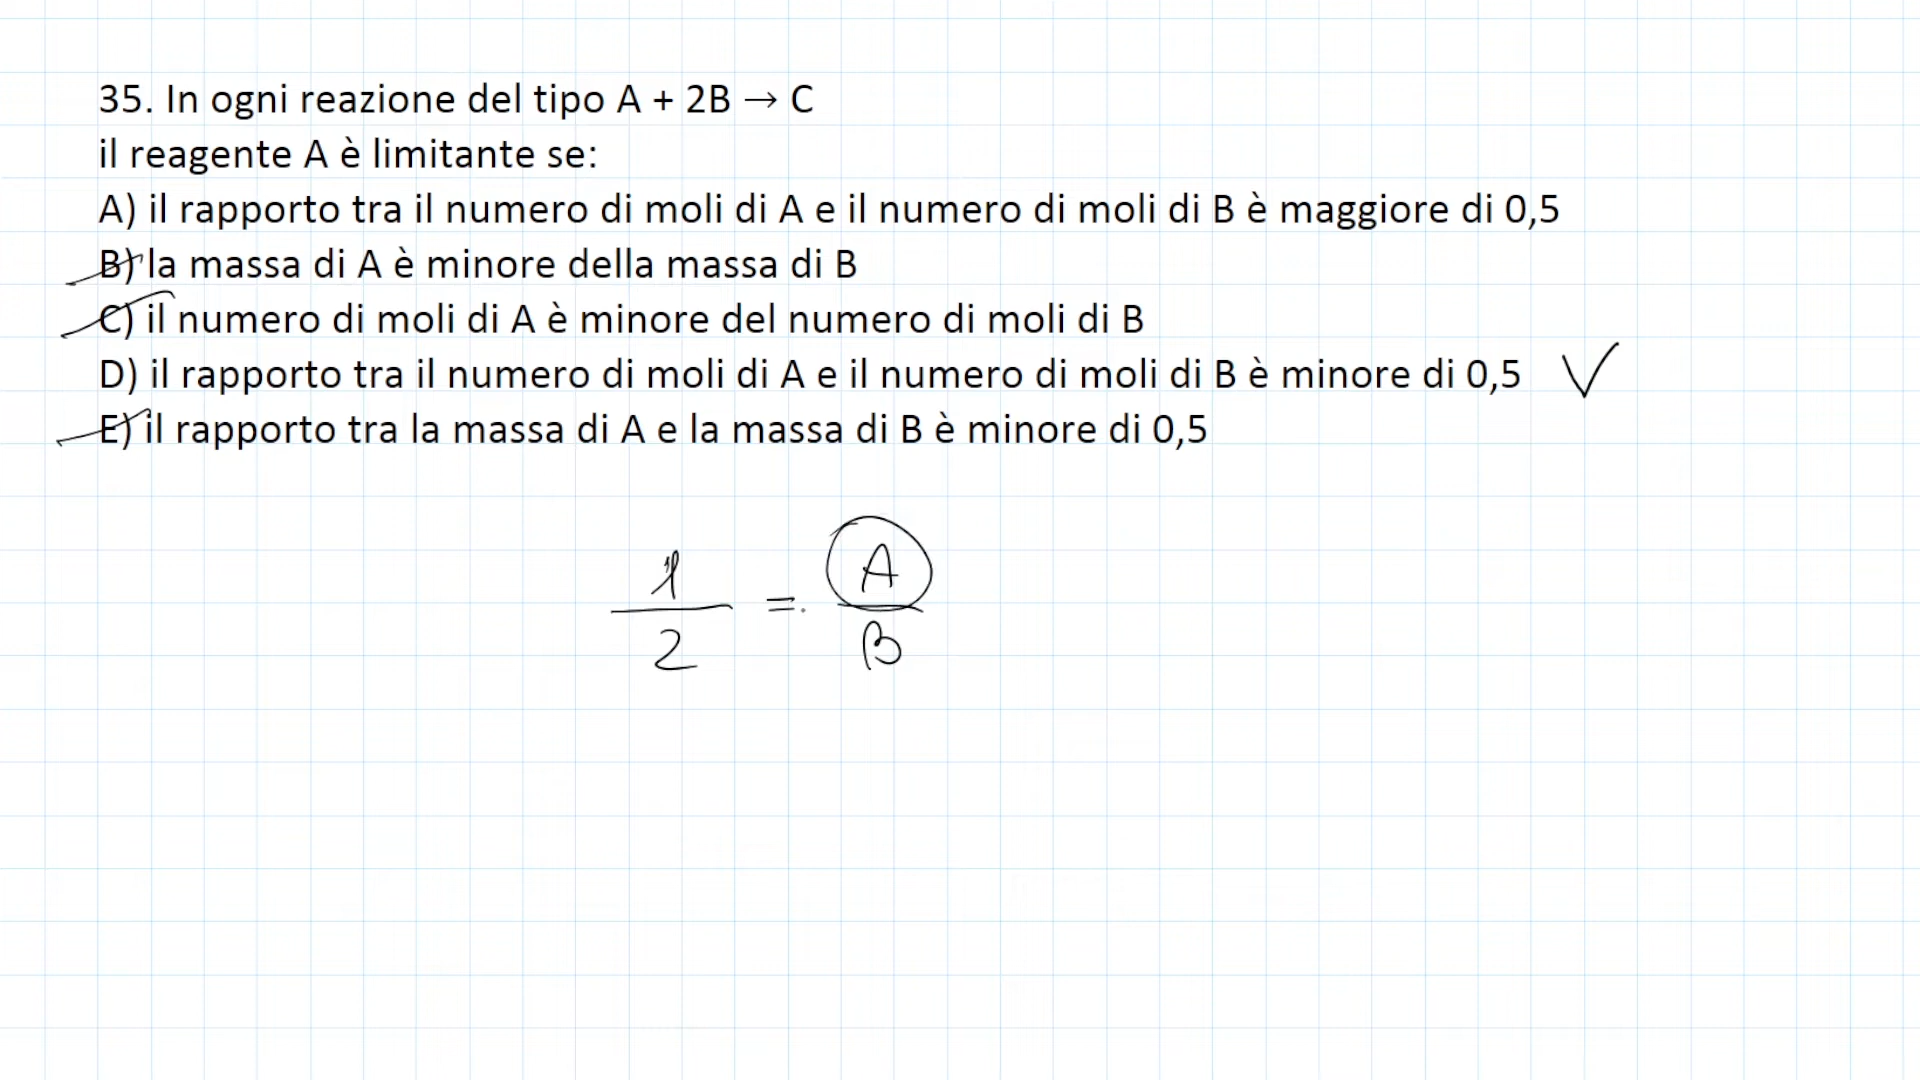 35. In ogni reazione del tipo A + 2B → C
il reagente A è limitante se:
A) il rapporto tra il numero di moli di A e il numero di moli di B è maggiore di 0,5
B) la massa di A è minore della massa di B
C) il numero di moli di A è minore del numero di moli di B
D) il rapporto tra il numero di moli di A e il numero di moli di B è minore di 0,5 V
E) il rapporto tra la massa di A e la massa di B è minore di 0,5
1 A
=
2 B